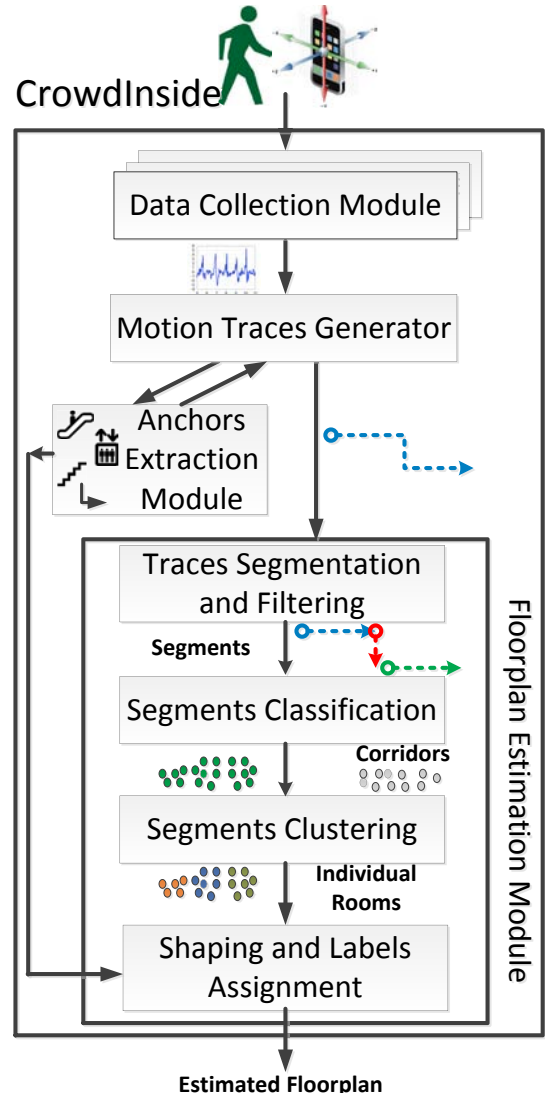 CrowdInside
Data Collection Module
Motion Traces Generator
Anchors
Extraction
Module
Traces Segmentation
and Filtering
Segments
Segments Classification
Corridors
Segments Clustering
Individual
Rooms
Shaping and Labels
Assignment
Floorplan Estimation Module
Estimated Floorplan